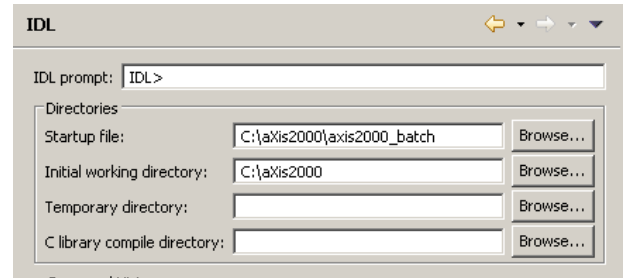 IDL
IDL prompt: IDL>
Directories
Startup file: C:\aXis2000\axis2000_batch Browse...
Initial working directory: C:\aXis2000 Browse...
Temporary directory: Browse...
C library compile directory: Browse...